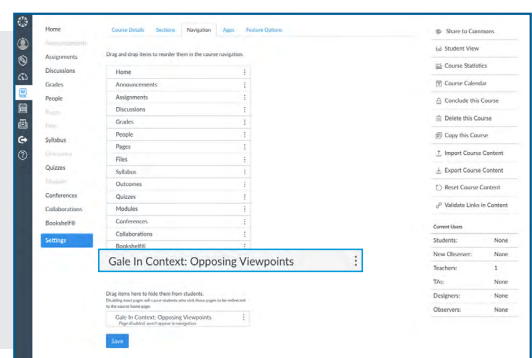 Home
Announcements
Assignments
Discussions
Grades
People
Pages
Files
Syllabus
Outcomes
Quizzes
Modules
Conferences
Collaborations
Bookshelf®
Settings
Course Details Sections Navigation Apps Feature Options
Drag and drop items to reorder them in the course navigation.
Home
Announcements
Assignments
Discussions
Grades
People
Pages
Files
Syllabus
Outcomes
Quizzes
Modules
Conferences
Collaborations
Bookshelf®
Gale In Context: Opposing Viewpoints
Drag items here to hide them from students.
Disabling most pages will cause students who visit those pages to be redirected
to the course home page.
Gale In Context: Opposing Viewpoints
Page disabled, won't appear in navigation
Save
Share to Commons
Student View
Course Statistics
Course Calendar
Conclude this Course
Delete this Course
Copy this Course
Import Course Content
Export Course Content
Reset Course Content
Validate Links in Content
Current Users
Students: None
New Observer: None
Teachers: 1
TAs: None
Designers: None
Observers: None